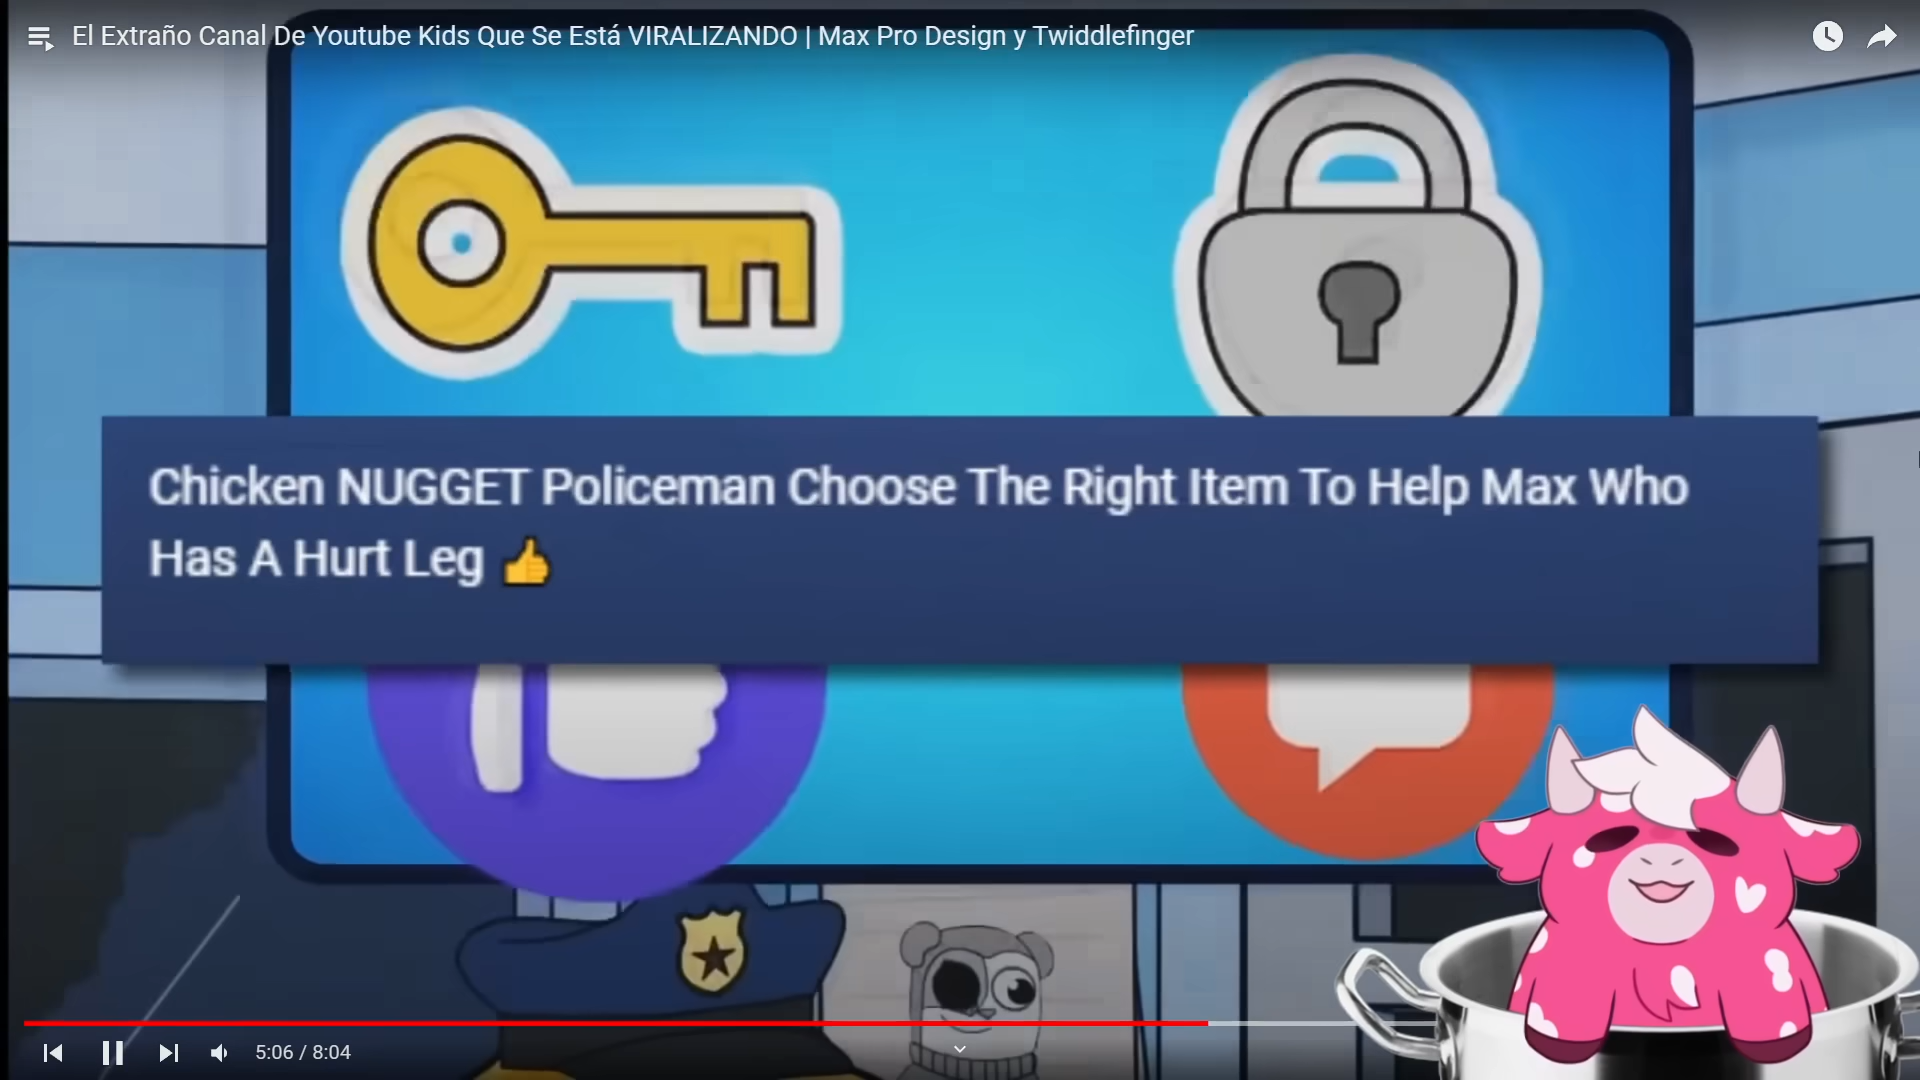 El Extraño Canal De Youtube Kids Que Se Está VIRALIZANDO | Max Pro Design y Twiddlefinger
Chicken NUGGET Policeman Choose The Right Item To Help Max Who
Has A Hurt Leg 👍
5:06 / 8:04